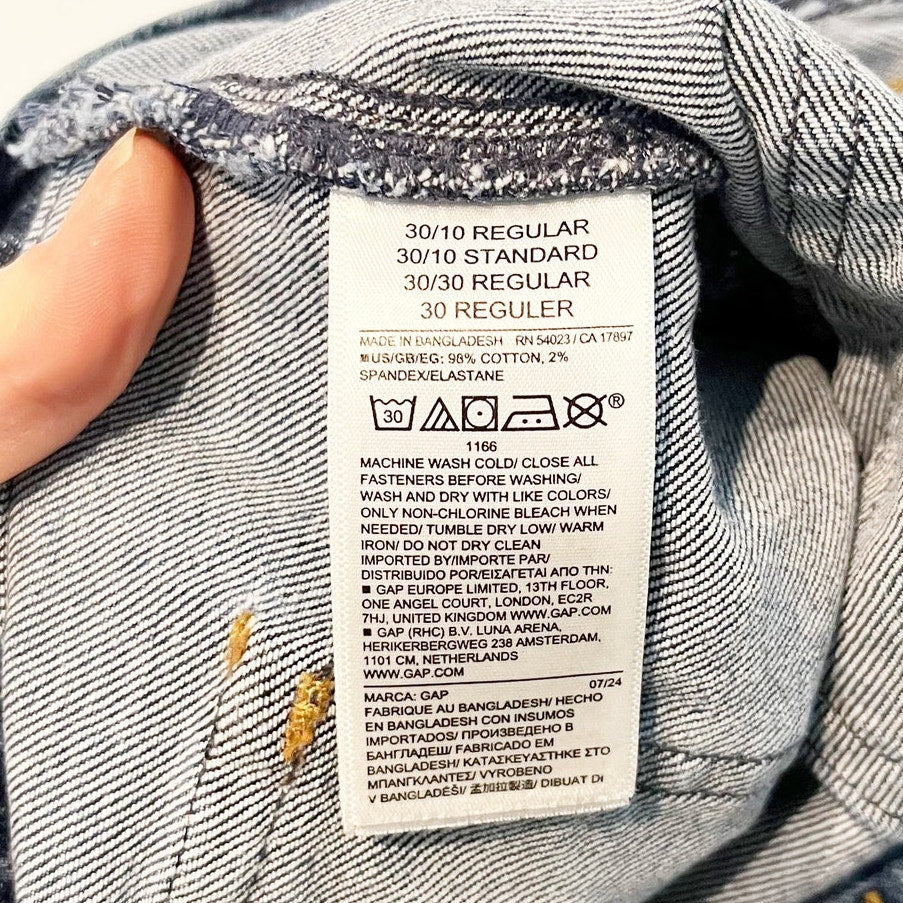 30/10 REGULAR
30/10 STANDARD
30/30 REGULAR
30 REGULER
MADE IN BANGLADESH RN 54023 / CA 17897
US/GB/EG: 98% COTTON, 2%
SPANDEX/ELASTANE
30 ®
1166
MACHINE WASH COLD/ CLOSE ALL
FASTENERS BEFORE WASHING/
WASH AND DRY WITH LIKE COLORS/
ONLY NON-CHLORINE BLEACH WHEN
NEEDED/ TUMBLE DRY LOW/ WARM
IRON/ DO NOT DRY CLEAN
IMPORTED BY/IMPORTE PAR/
DISTRIBUIDO POR/ΕΙΣΑΓΕΤΑΙ ΑΠΟ ΤΗΝ:
■ GAP EUROPE LIMITED, 13TH FLOOR,
ONE ANGEL COURT, LONDON, EC2R
7HJ, UNITED KINGDOM WWW.GAP.COM
■ GAP (RHC) B.V. LUNA ARENA,
HERIKERBERGWEG 238 AMSTERDAM,
1101 CM, NETHERLANDS
WWW.GAP.COM
07/24
MARCA: GAP
FABRIQUE AU BANGLADESH/ HECHO
EN BANGLADESH CON INSUMOS
IMPORTADOS/ ПРОИЗВЕДЕНО В
БАНГЛАДЕШ/ FABRICADO EM
BANGLADESH/ ΚΑΤΑΣΚΕΥΑΣΤΗΚΕ ΣΤΟ
ΜΠΑΝΓΚΛΑΝΤΕΣ/ VYROBENO
V BANGLADÉŠI/ 孟加拉製造/ DIBUAT DI